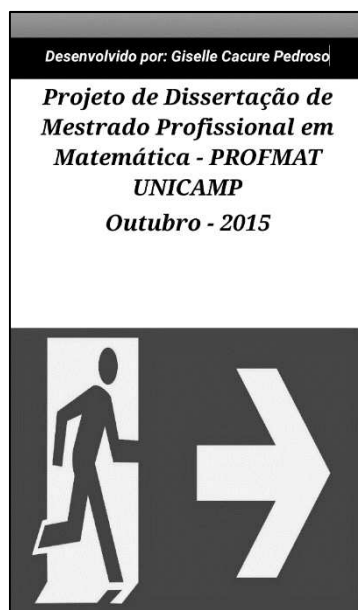 Desenvolvido por: Giselle Cacure Pedroso
Projeto de Dissertação de
Mestrado Profissional em
Matemática - PROFMAT
UNICAMP
Outubro - 2015